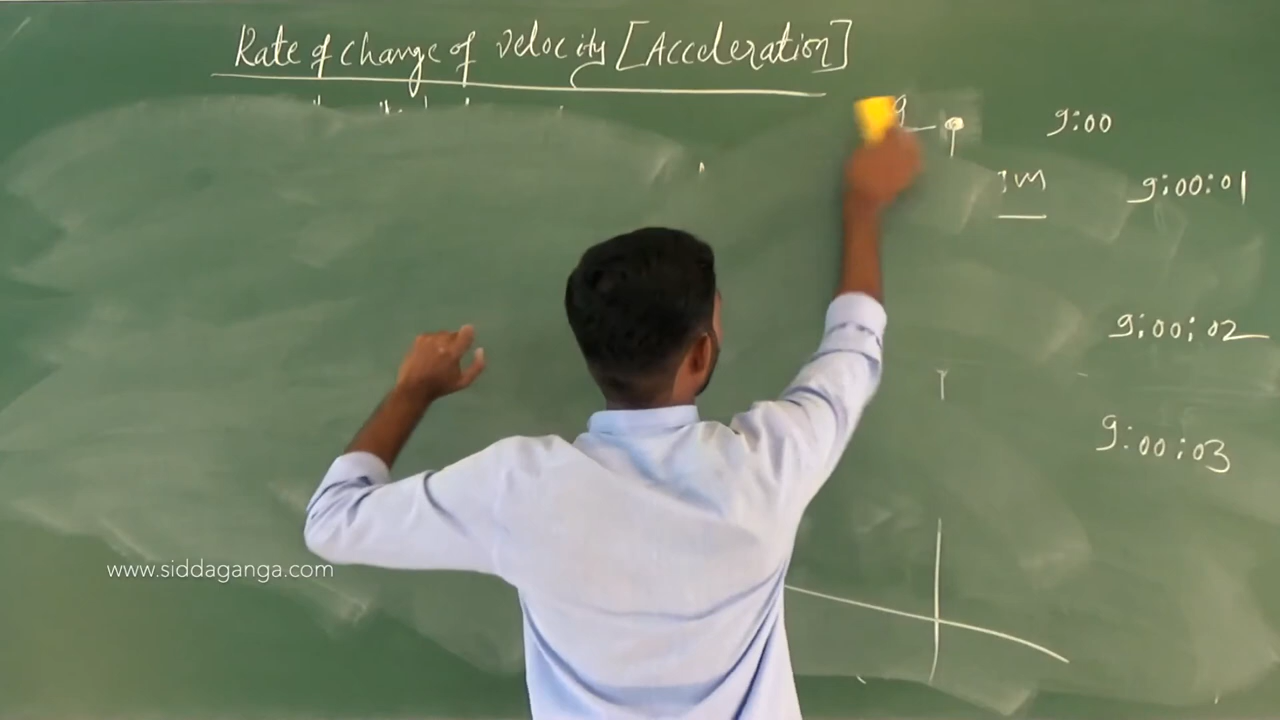 Rate of change of velocity [Acceleration]
9:00
1m
9:00:01
9:00:02
9:00:03
www.siddaganga.com